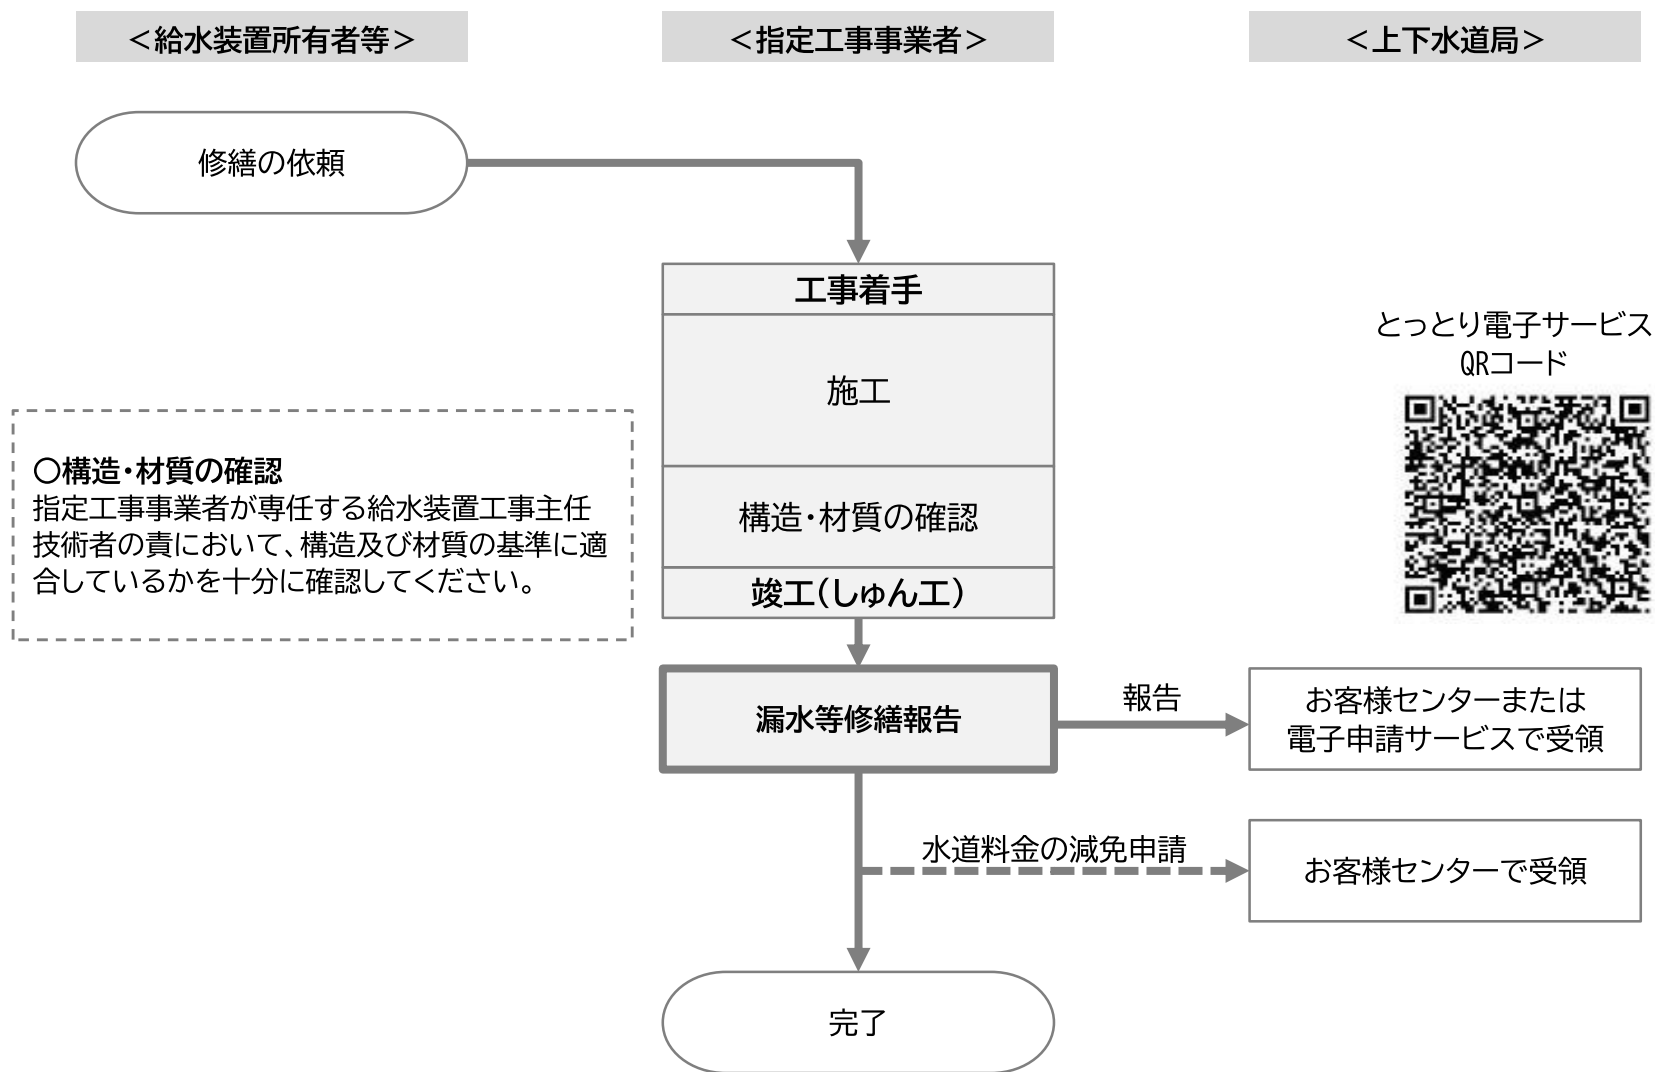 ＜給水装置所有者等＞
＜指定工事事業者＞
＜上下水道局＞
修繕の依頼
工事着手
施工
構造・材質の確認
竣工（しゅん工）
○構造・材質の確認
指定工事事業者が専任する給水装置工事主任
技術者の責において、構造及び材質の基準に適
合しているかを十分に確認してください。
とっとり電子サービス
QRコード
漏水等修繕報告
報告
お客様センターまたは
電子申請サービスで受領
水道料金の減免申請
お客様センターで受領
完了